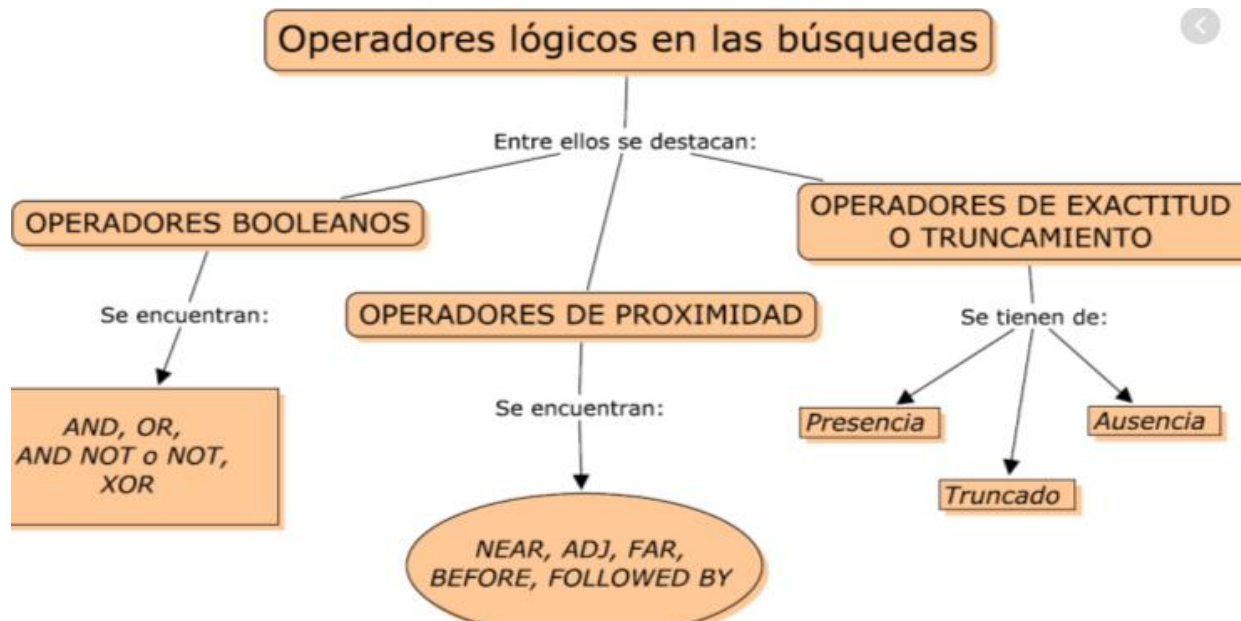 Operadores lógicos en las búsquedas
Entre ellos se destacan:
OPERADORES BOOLEANOS
Se encuentran:
AND, OR,
AND NOT o NOT,
XOR
OPERADORES DE PROXIMIDAD
Se encuentran:
NEAR, ADJ, FAR,
BEFORE, FOLLOWED BY
OPERADORES DE EXACTITUD
O TRUNCAMIENTO
Se tienen de:
Presencia
Truncado
Ausencia